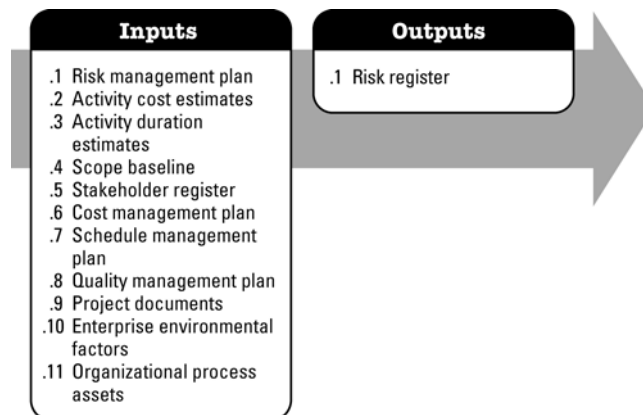 Inputs
.1 Risk management plan
.2 Activity cost estimates
.3 Activity duration
estimates
.4 Scope baseline
.5 Stakeholder register
.6 Cost management plan
.7 Schedule management
plan
.8 Quality management plan
.9 Project documents
.10 Enterprise environmental
factors
.11 Organizational process
assets
Outputs
.1 Risk register